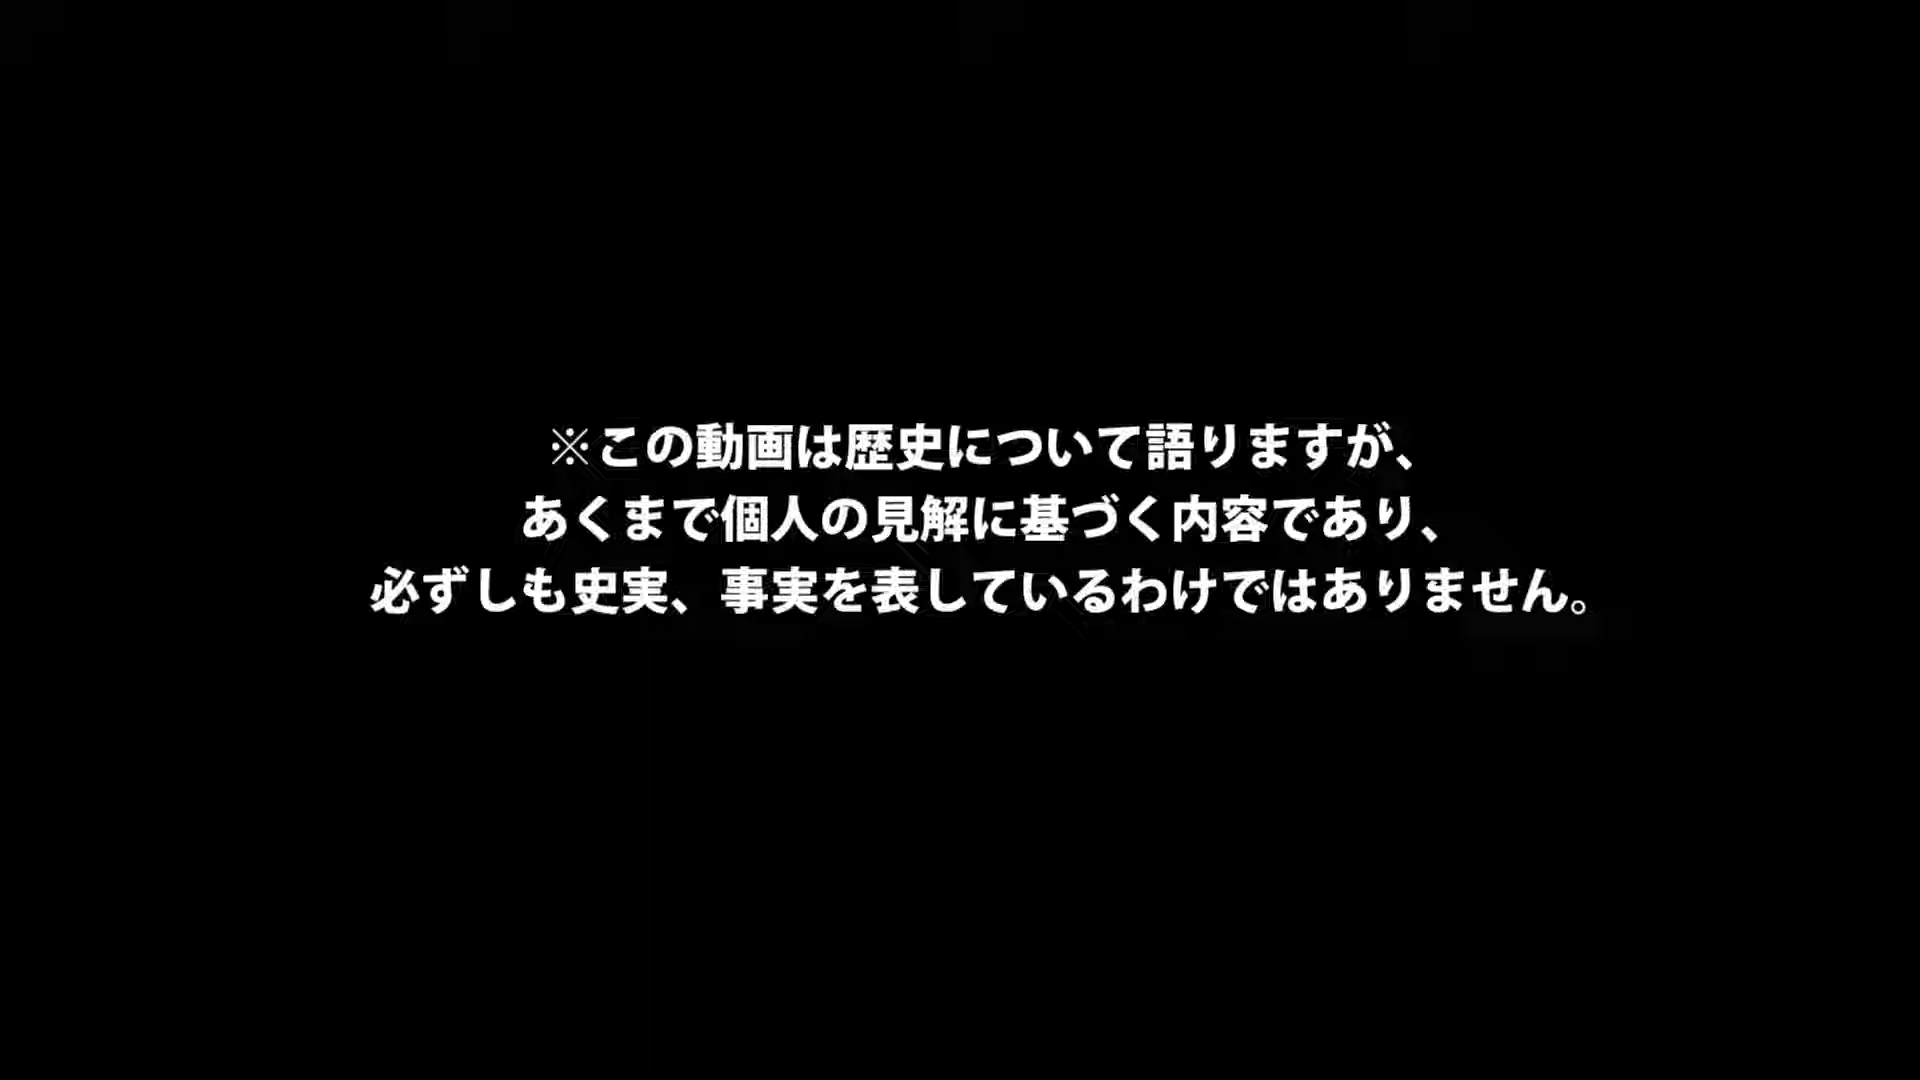 ※この動画は歴史について語りますが、
あくまで個人の見解に基づく内容であり、
必ずしも史実、事実を表しているわけではありません。